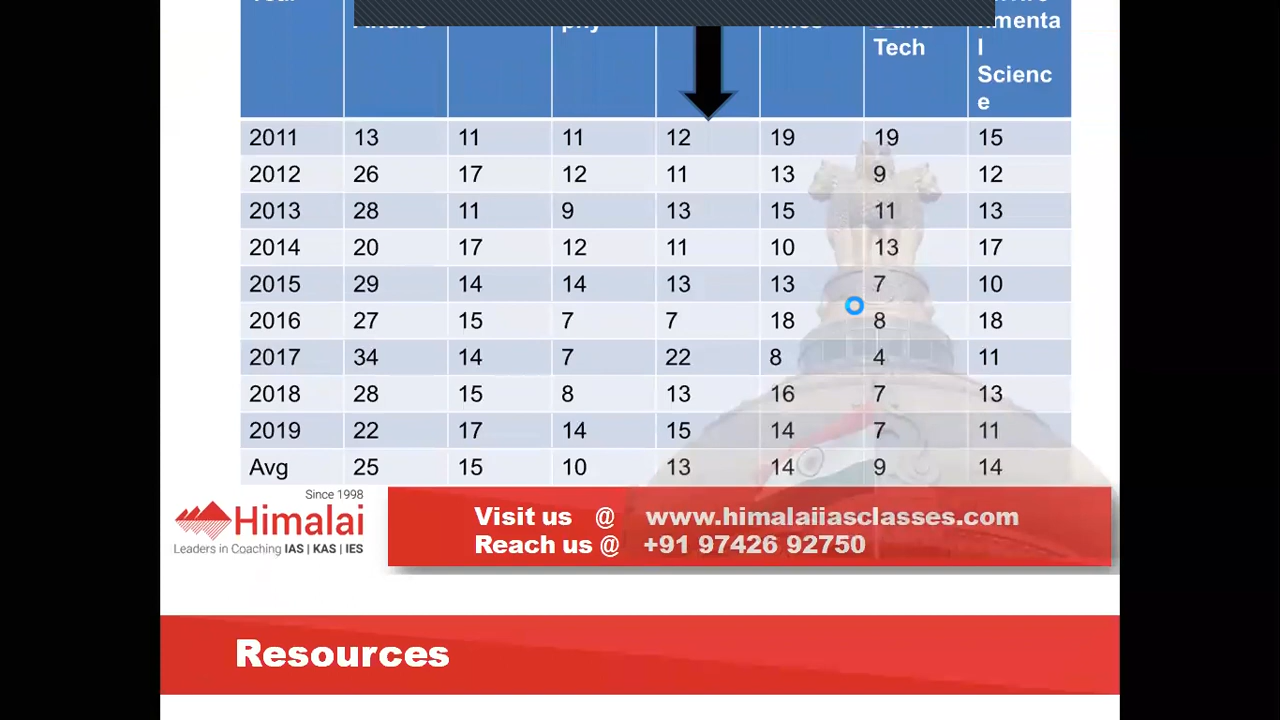 phy
Tech
nmenta
l
Scienc
e
2011 13 11 11 12 19 19 15
2012 26 17 12 11 13 9 12
2013 28 11 9 13 15 11 13
2014 20 17 12 11 10 13 17
2015 29 14 14 13 13 7 10
2016 27 15 7 7 18 8 18
2017 34 14 7 22 8 4 11
2018 28 15 8 13 16 7 13
2019 22 17 14 15 14 7 11
Avg 25 15 10 13 14 9 14
Since 1998
Himalai
Leaders in Coaching IAS | KAS | IES
Visit us @ www.himalaiiasclasses.com
Reach us @ +91 97426 92750
Resources